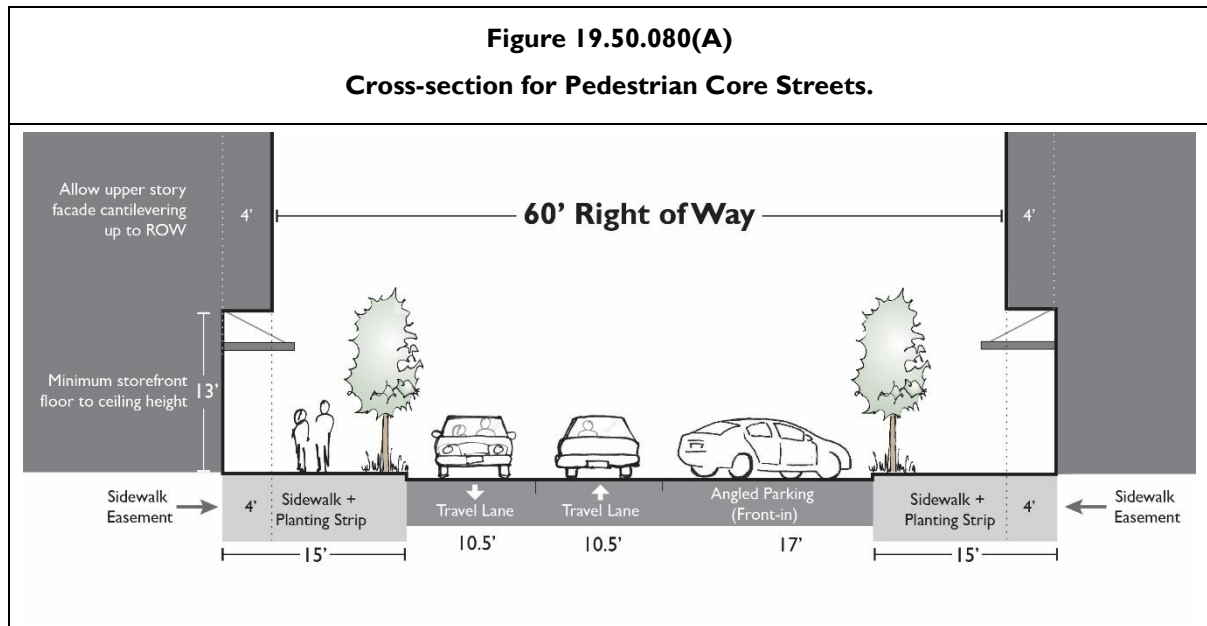 Figure 19.50.080(A)
Cross-section for Pedestrian Core Streets.
Allow upper story
facade cantilevering
up to ROW
4’
60’ Right of Way
4’
Minimum storefront
floor to ceiling height
13’
Sidewalk
Easement
4’
Sidewalk +
Planting Strip
Travel Lane
Travel Lane
Angled Parking
(Front-in)
Sidewalk +
Planting Strip
4’
Sidewalk
Easement
15’
10.5’
10.5’
17’
15’